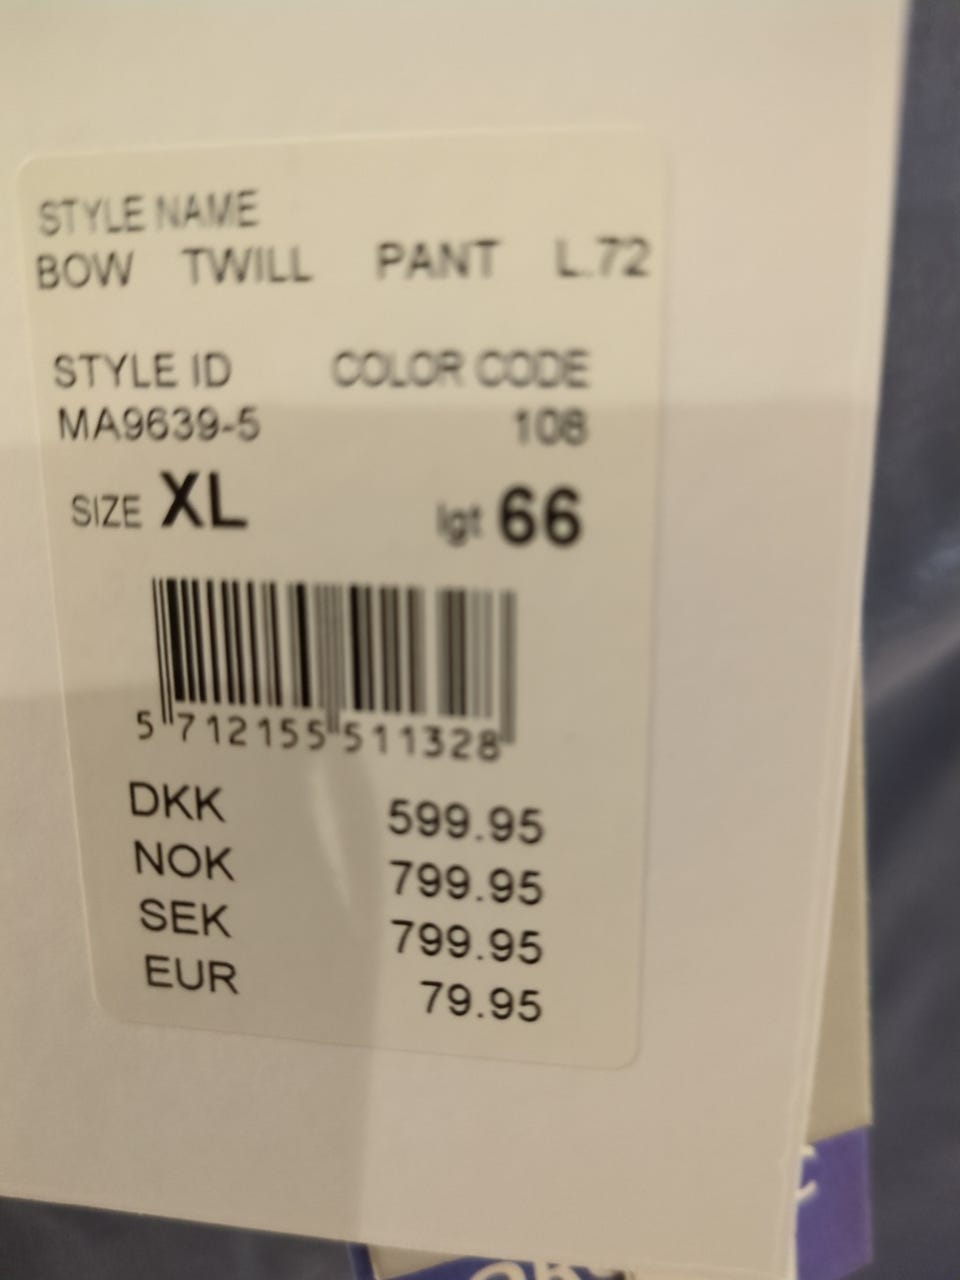 STYLE NAME
BOW TWILL PANT L.72
STYLE ID COLOR CODE
MA9639-5 108
SIZE XL lgt 66
5 712155 511328
DKK 599.95
NOK 799.95
SEK 799.95
EUR 79.95